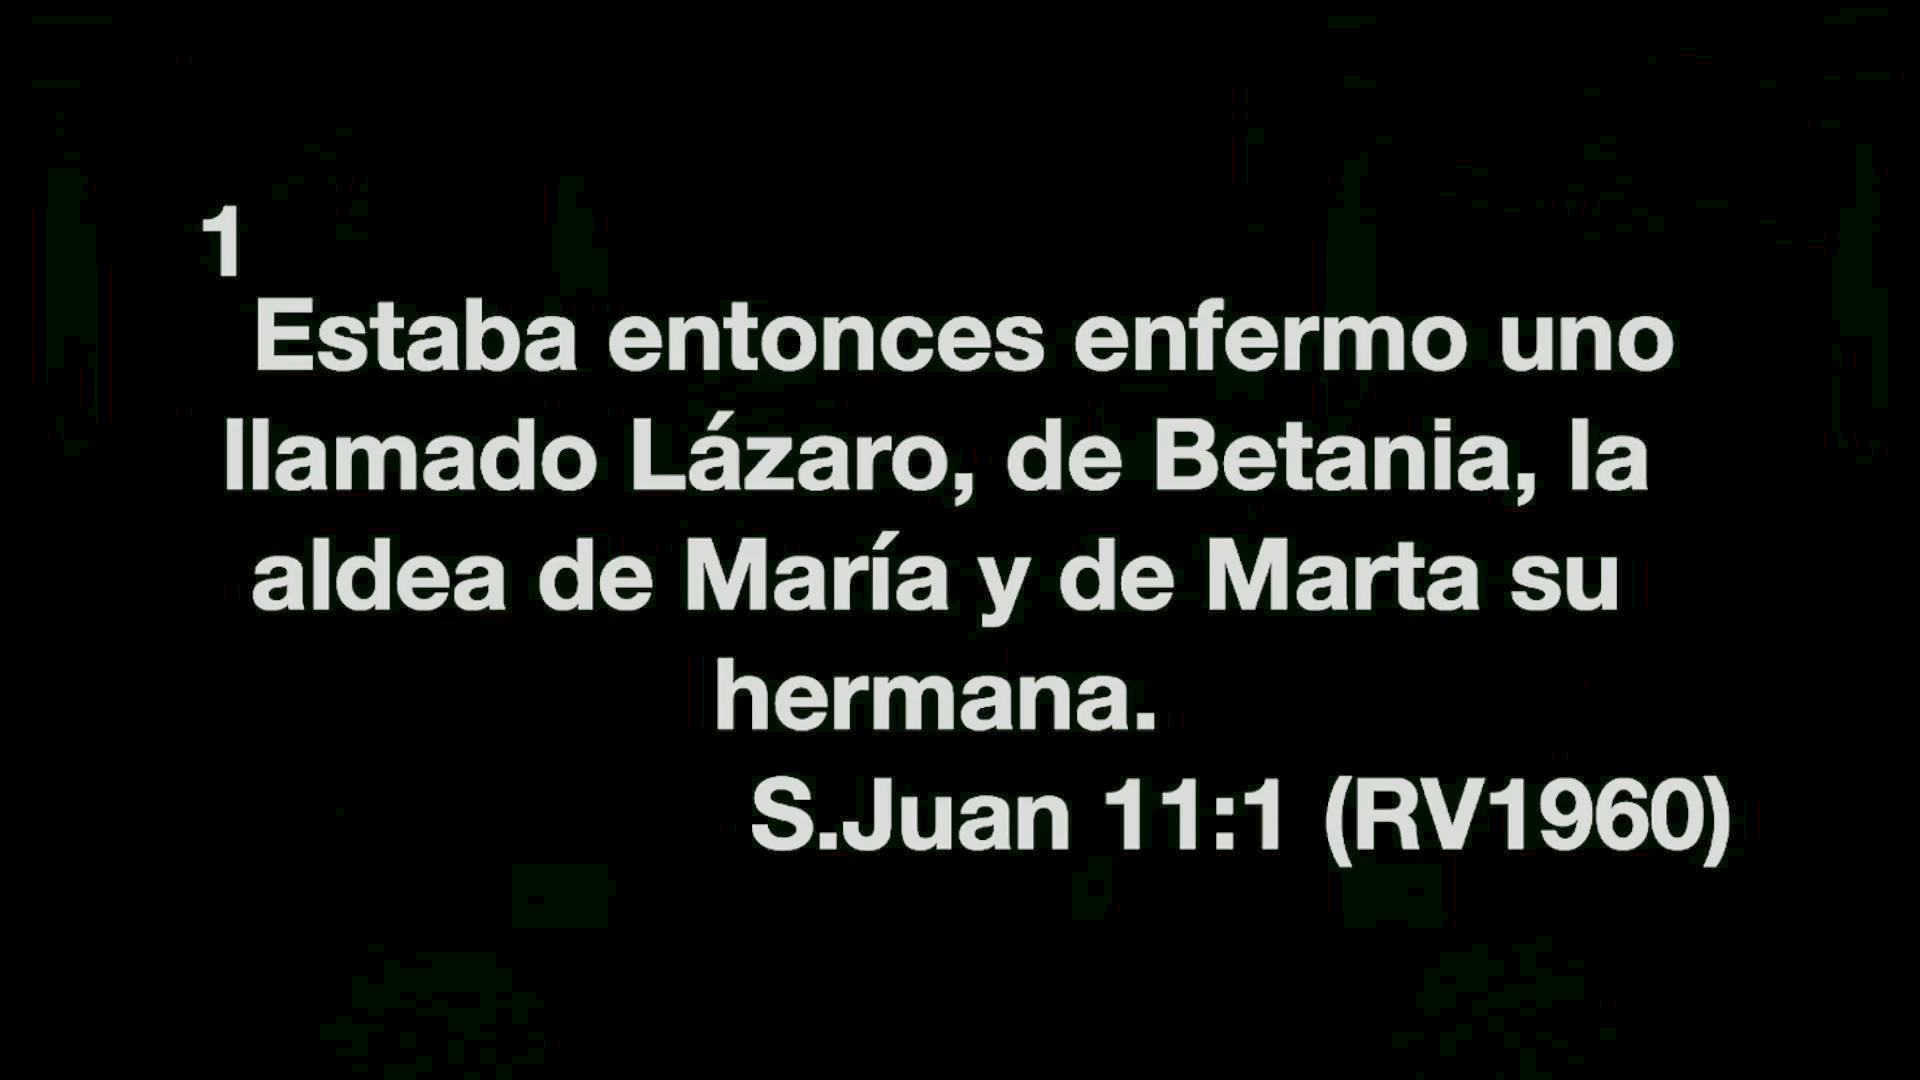 1
Estaba entonces enfermo uno
llamado Lázaro, de Betania, la
aldea de María y de Marta su
hermana.
S.Juan 11:1 (RV1960)